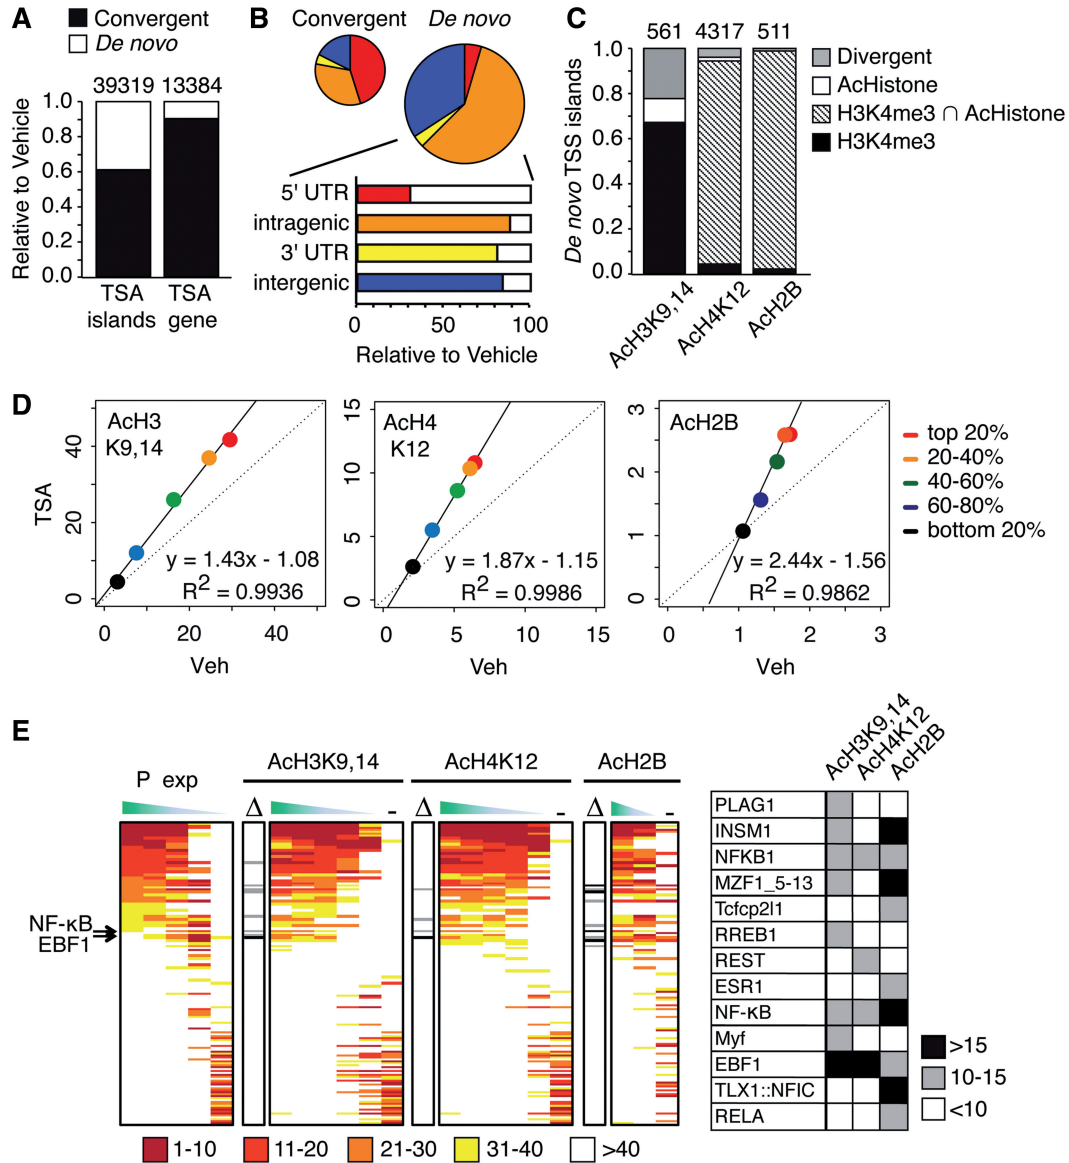 A
Convergent
De novo
39319 13384
Relative to Vehicle
1.0
0.8
0.6
0.4
0.2
0.0
TSA islands
TSA gene
B
Convergent De novo
5' UTR
intragenic
3' UTR
intergenic
0 50 100
Relative to Vehicle
C
561 4317 511
De novo TSS islands
1.0
0.8
0.6
0.4
0.2
0.0
AcH3K9,14
AcH4K12
AcH2B
Divergent
AcHistone
H3K4me3 ∩ AcHistone
H3K4me3
D
TSA
AcH3
K9,14
40
20
0
y = 1.43x - 1.08
R2 = 0.9936
0 20 40
Veh
AcH4
K12
15
10
5
0
y = 1.87x - 1.15
R2 = 0.9986
0 5 10 15
Veh
AcH2B
3
2
1
0
y = 2.44x - 1.56
R2 = 0.9862
0 1 2 3
Veh
top 20%
20-40%
40-60%
60-80%
bottom 20%
E
P exp
AcH3K9,14
AcH4K12
AcH2B
Δ -
Δ -
Δ -
NF-κB
EBF1
1-10
11-20
21-30
31-40
>40
AcH3K9,14
AcH4K12
AcH2B
PLAG1
INSM1
NFKB1
MZF1_5-13
Tcfcp2l1
RREB1
REST
ESR1
NF-κB
Myf
EBF1
TLX1::NFIC
RELA
>15
10-15
<10